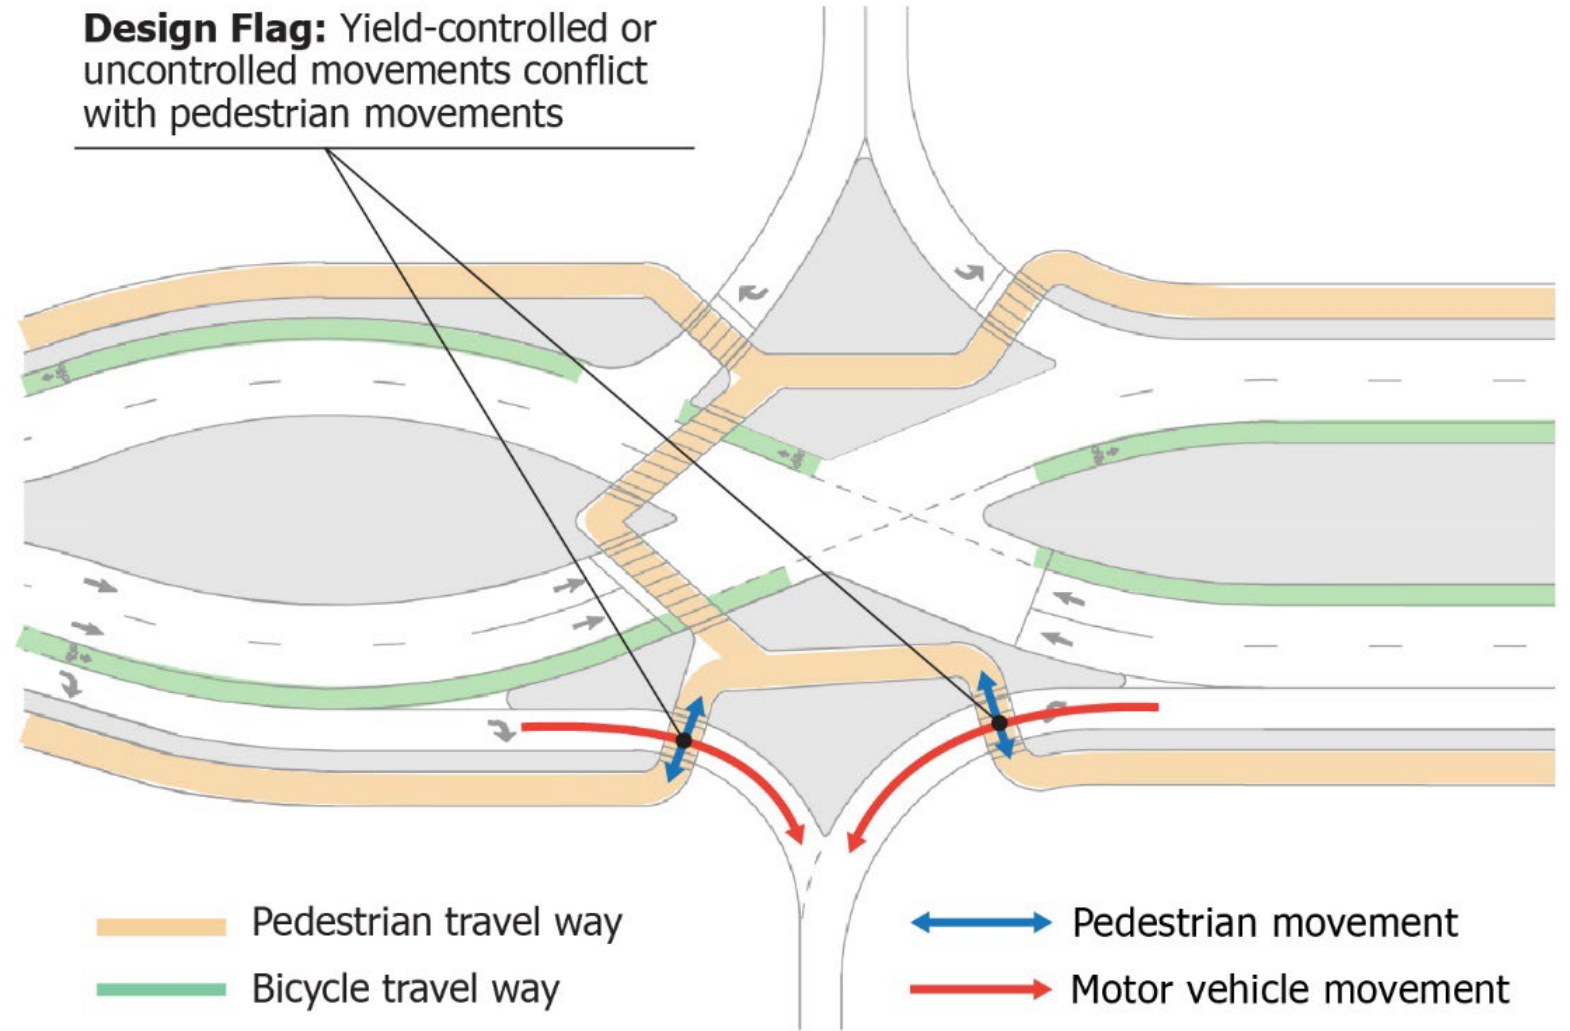 Design Flag: Yield-controlled or
uncontrolled movements conflict
with pedestrian movements
Pedestrian travel way
Bicycle travel way
Pedestrian movement
Motor vehicle movement